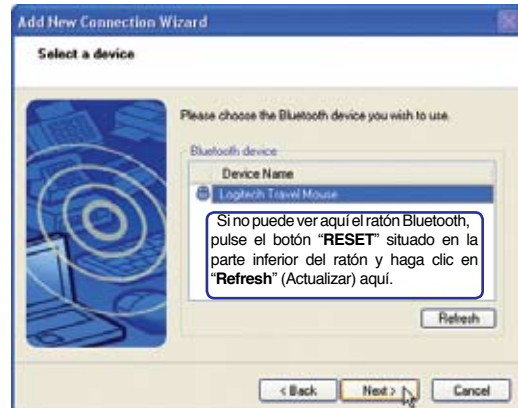 Add New Connection Wizard
Select a device
Please choose the Bluetooth device you wish to use.
Bluetooth device
Device Name
Logitech Travel Mouse
Si no puede ver aquí el ratón Bluetooth,
pulse el botón “RESET” situado en la
parte inferior del ratón y haga clic en
“Refresh” (Actualizar) aquí.
Refresh
< Back Next > Cancel